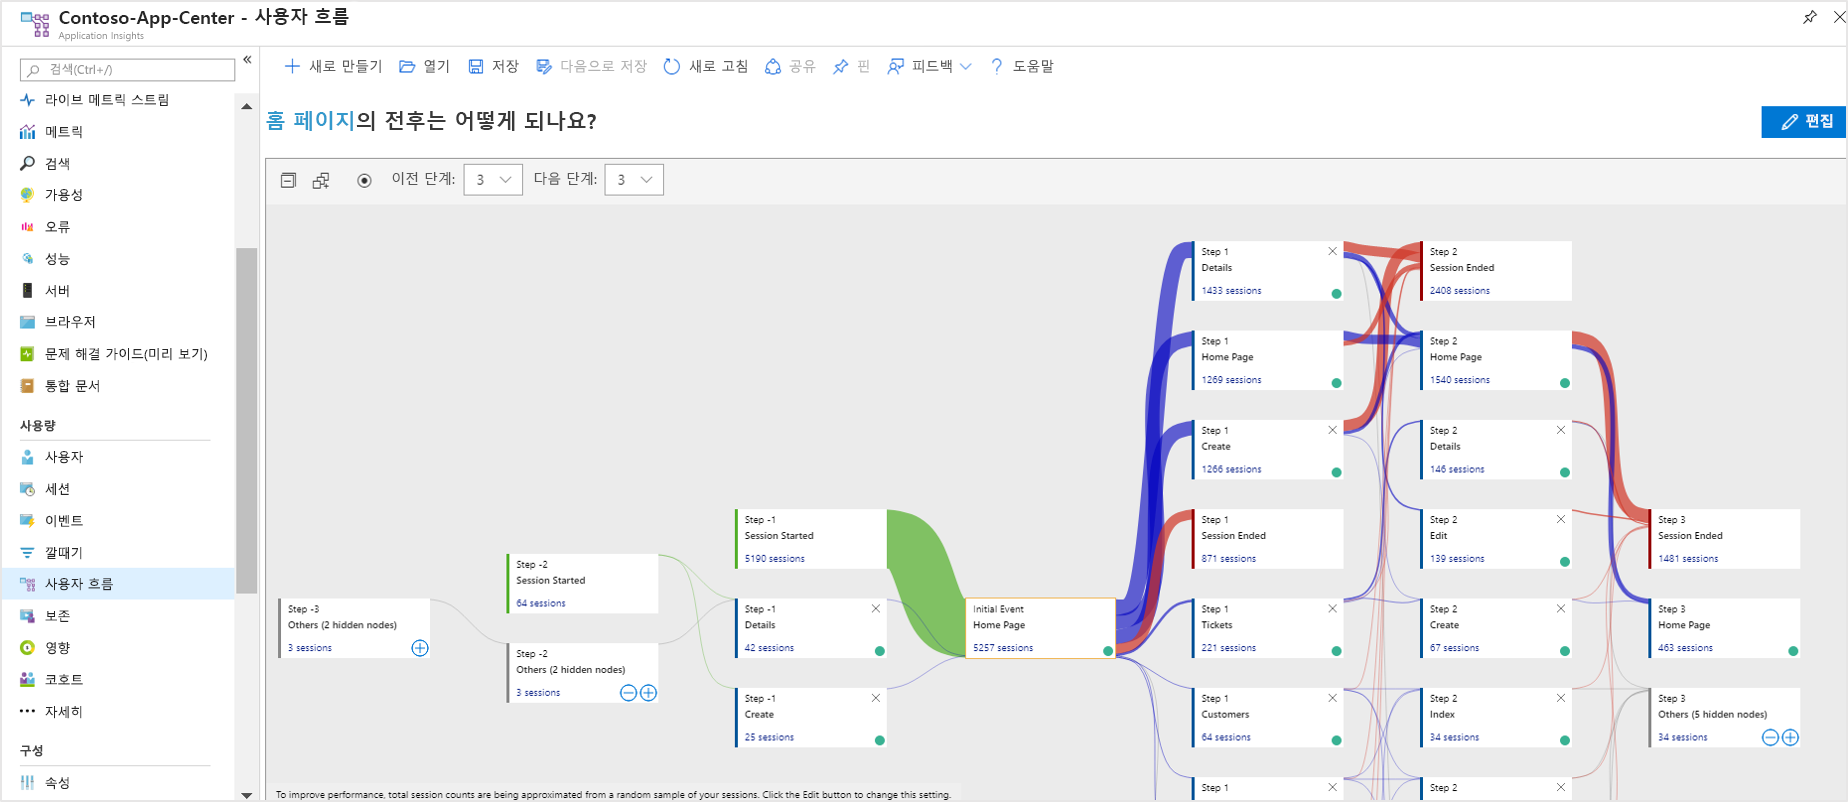 Contoso-App-Center - 사용자 흐름
Application Insights
검색(Ctrl+/)
라이브 메트릭 스트림
메트릭
검색
가용성
오류
성능
서버
브라우저
문제 해결 가이드(미리 보기)
통합 문서
사용량
사용자
세션
이벤트
깔때기
사용자 흐름
보존
영향
코호트
자세히
구성
속성
새로 만들기
열기
저장
다음으로 저장
새로 고침
공유
핀
피드백
도움말
홈 페이지의 전후는 어떻게 되나요?
편집
이전 단계:
3
다음 단계:
3
Step -3
Others (2 hidden nodes)
3 sessions
Step -2
Session Started
64 sessions
Step -2
Others (2 hidden nodes)
3 sessions
Step -1
Session Started
5190 sessions
Step -1
Details
42 sessions
Step -1
Create
25 sessions
Initial Event
Home Page
5257 sessions
Step 1
Details
1433 sessions
Step 1
Home Page
1269 sessions
Step 1
Create
1266 sessions
Step 1
Session Ended
871 sessions
Step 1
Tickets
221 sessions
Step 1
Customers
64 sessions
Step 1
Step 2
Session Ended
2408 sessions
Step 2
Home Page
1540 sessions
Step 2
Details
146 sessions
Step 2
Edit
139 sessions
Step 2
Create
67 sessions
Step 2
Index
34 sessions
Step 2
Step 3
Session Ended
1481 sessions
Step 3
Home Page
463 sessions
Step 3
Others (5 hidden nodes)
34 sessions
To improve performance, total session counts are being approximated from a random sample of your sessions. Click the Edit button to change this setting.